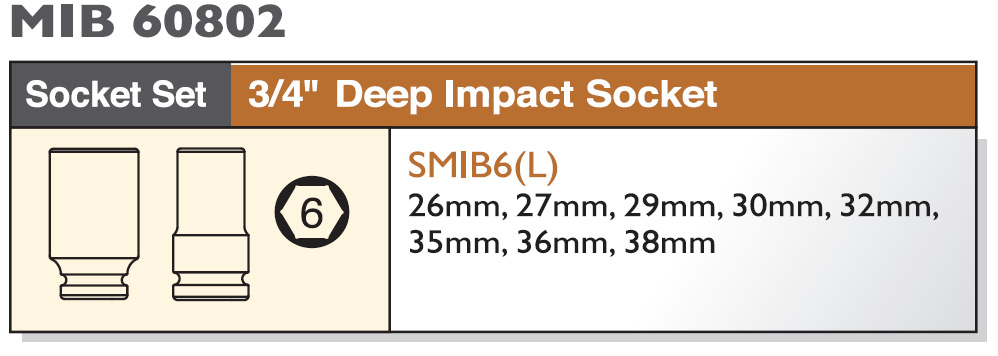 MIB 60802
Socket Set 3/4" Deep Impact Socket
6
SMIB6(L)
26mm, 27mm, 29mm, 30mm, 32mm,
35mm, 36mm, 38mm